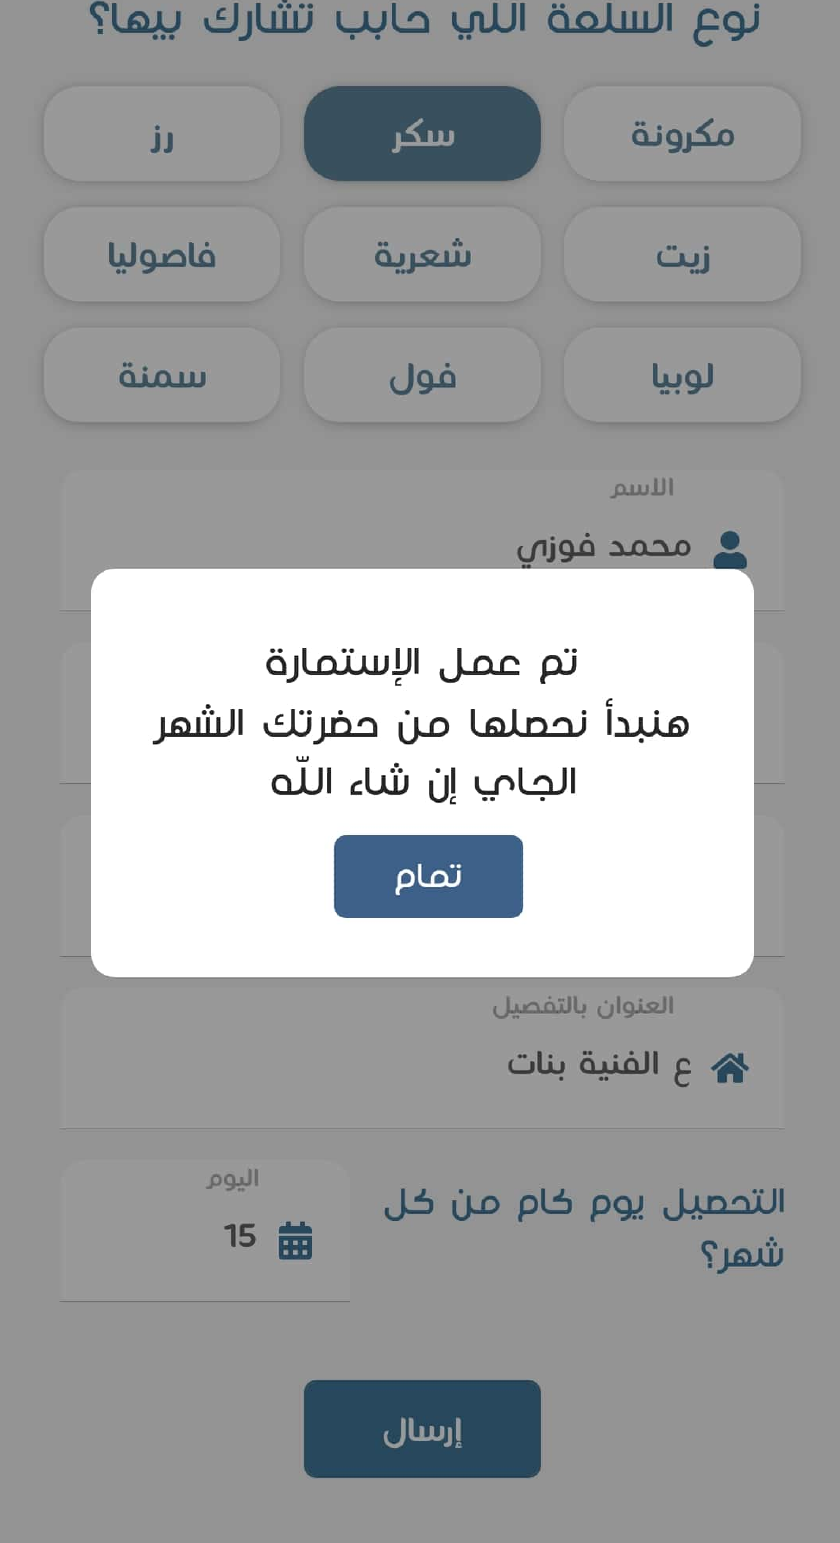 نوع السلعة اللي حابب تشارك بيها؟
مكرونة سكر رز
زيت شعرية فاصوليا
لوبيا فول سمنة
الاسم
محمد فوزي
تم عمل الإستمارة
هنبدأ نحصلها من حضرتك الشهر
الجاي إن شاء اللّه
تمام
العنوان بالتفصيل
ع الفنية بنات
التحصيل يوم كام من كل
شهر؟
اليوم
15
إرسال